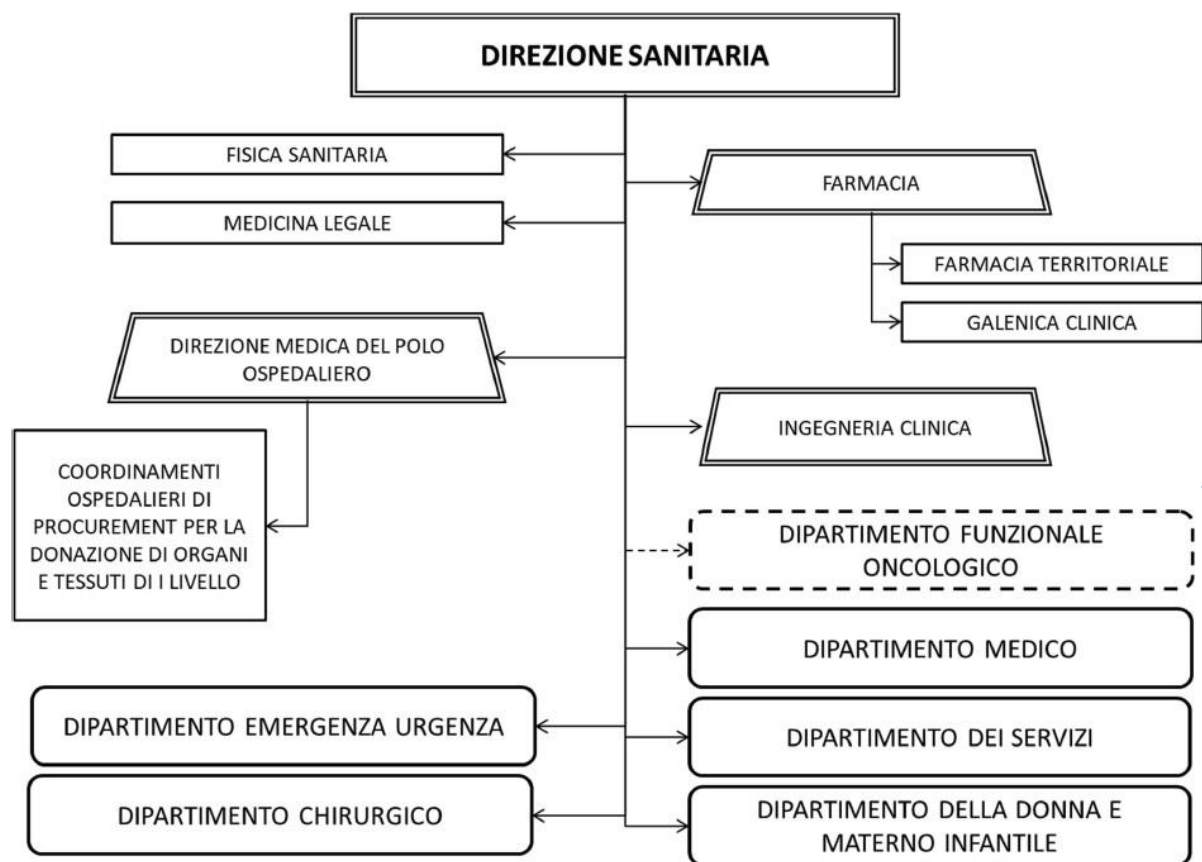 DIREZIONE SANITARIA
FISICA SANITARIA
FARMACIA
MEDICINA LEGALE
FARMACIA TERRITORIALE
GALENICA CLINICA
DIREZIONE MEDICA DEL POLO
OSPEDALIERO
INGEGNERIA CLINICA
COORDINAMENTI
OSPEDALIERI DI
PROCUREMENT PER LA
DONAZIONE DI ORGANI
E TESSUTI DI I LIVELLO
DIPARTIMENTO FUNZIONALE
ONCOLOGICO
DIPARTIMENTO MEDICO
DIPARTIMENTO EMERGENZA URGENZA
DIPARTIMENTO DEI SERVIZI
DIPARTIMENTO CHIRURGICO
DIPARTIMENTO DELLA DONNA E
MATERNO INFANTILE